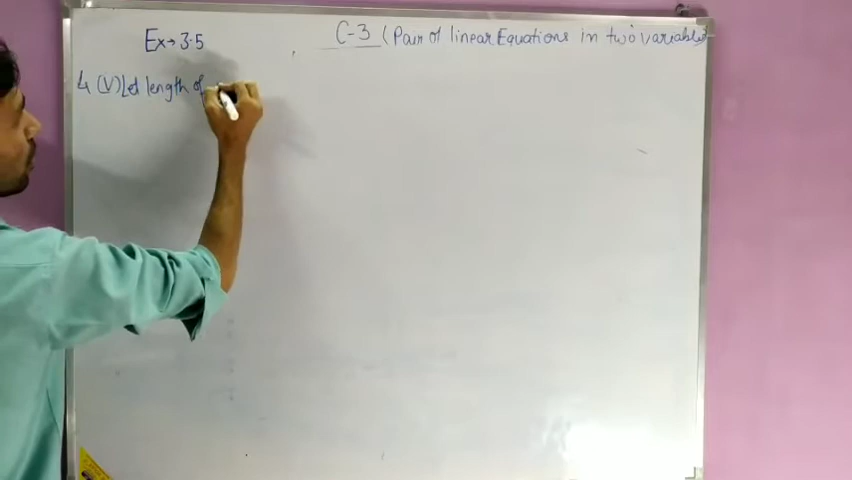 Ex→3.5
C-3 (Pair of linear Equations in two variables
4 (V) Let length of